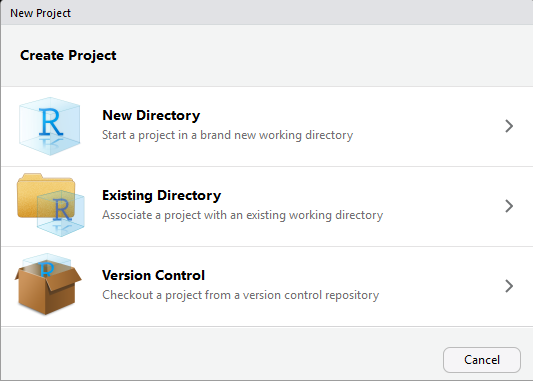 New Project
Create Project
New Directory
Start a project in a brand new working directory
Existing Directory
Associate a project with an existing working directory
Version Control
Checkout a project from a version control repository
Cancel